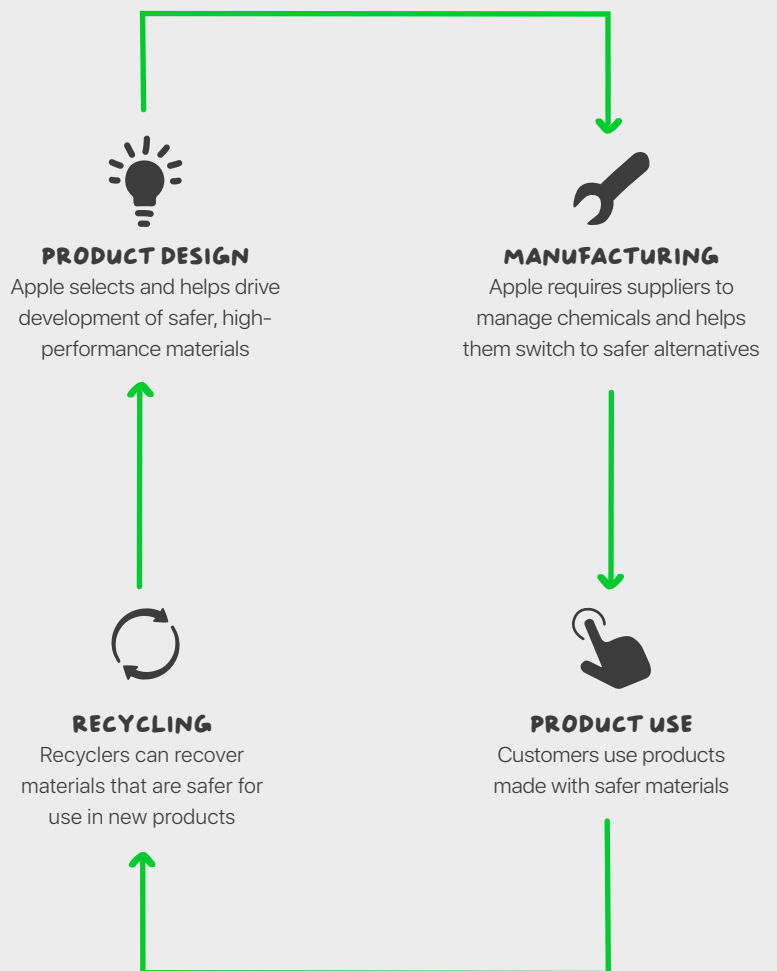 PRODUCT DESIGN
Apple selects and helps drive
development of safer, high-
performance materials
MANUFACTURING
Apple requires suppliers to
manage chemicals and helps
them switch to safer alternatives
RECYCLING
Recyclers can recover
materials that are safer for
use in new products
PRODUCT USE
Customers use products
made with safer materials